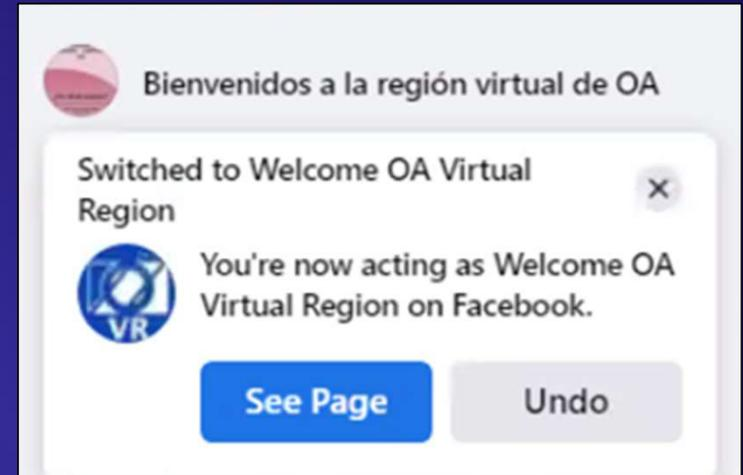 Bienvenidos a la región virtual de OA
Switched to Welcome OA Virtual
Region
You're now acting as Welcome OA
Virtual Region on Facebook.
VR
See Page
Undo